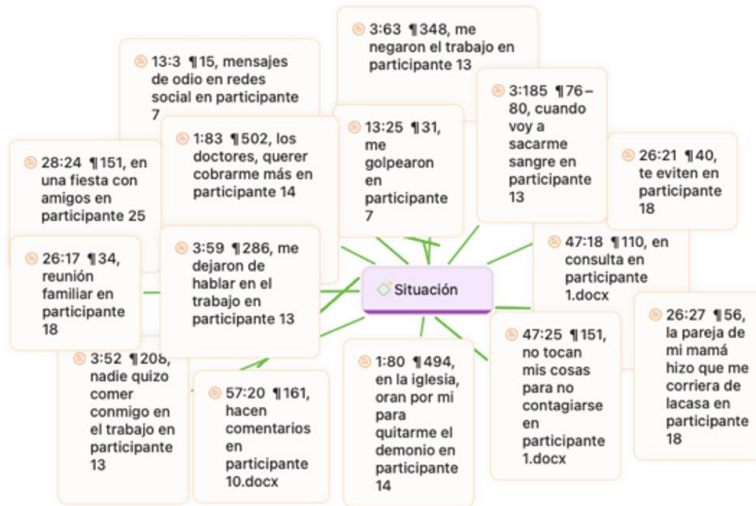 3:63 ¶348, me
negaron el trabajo en
participante 13
13:3 ¶15, mensajes
de odio en redes
social en participante
7
3:185 ¶76–
80, cuando
voy a
sacarme
sangre en
participante
13
1:83 ¶502, los
doctores, querer
cobrarme más en
participante 14
13:25 ¶31,
me
golpearon
en
participante
7
26:21 ¶40,
te eviten en
participante
18
28:24 ¶151, en
una fiesta con
amigos en
participante 25
26:17 ¶34,
reunión
familiar en
participante
18
3:59 ¶286, me
dejaron de
hablar en el
trabajo en
participante 13
47:18 ¶110, en
consulta en
participante
1.docx
Situación
26:27 ¶56,
la pareja de
mi mamá
hizo que me
corriera de
lacasa en
participante
18
47:25 ¶151,
no tocan
mis cosas
para no
contagiarse
en
participante
1.docx
3:52 ¶208,
nadie quizo
comer
conmigo en
el trabajo en
participante
13
57:20 ¶161,
hacen
comentarios
en
participante
10.docx
1:80 ¶494,
en la iglesia,
oran por mi
para
quitarme el
demonio en
participante
14